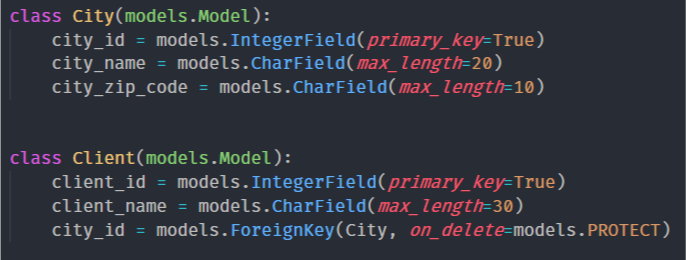 class City(models.Model):
    city_id = models.IntegerField(primary_key=True)
    city_name = models.CharField(max_length=20)
    city_zip_code = models.CharField(max_length=10)
class Client(models.Model):
    client_id = models.IntegerField(primary_key=True)
    client_name = models.CharField(max_length=30)
    city_id = models.ForeignKey(City, on_delete=models.PROTECT)